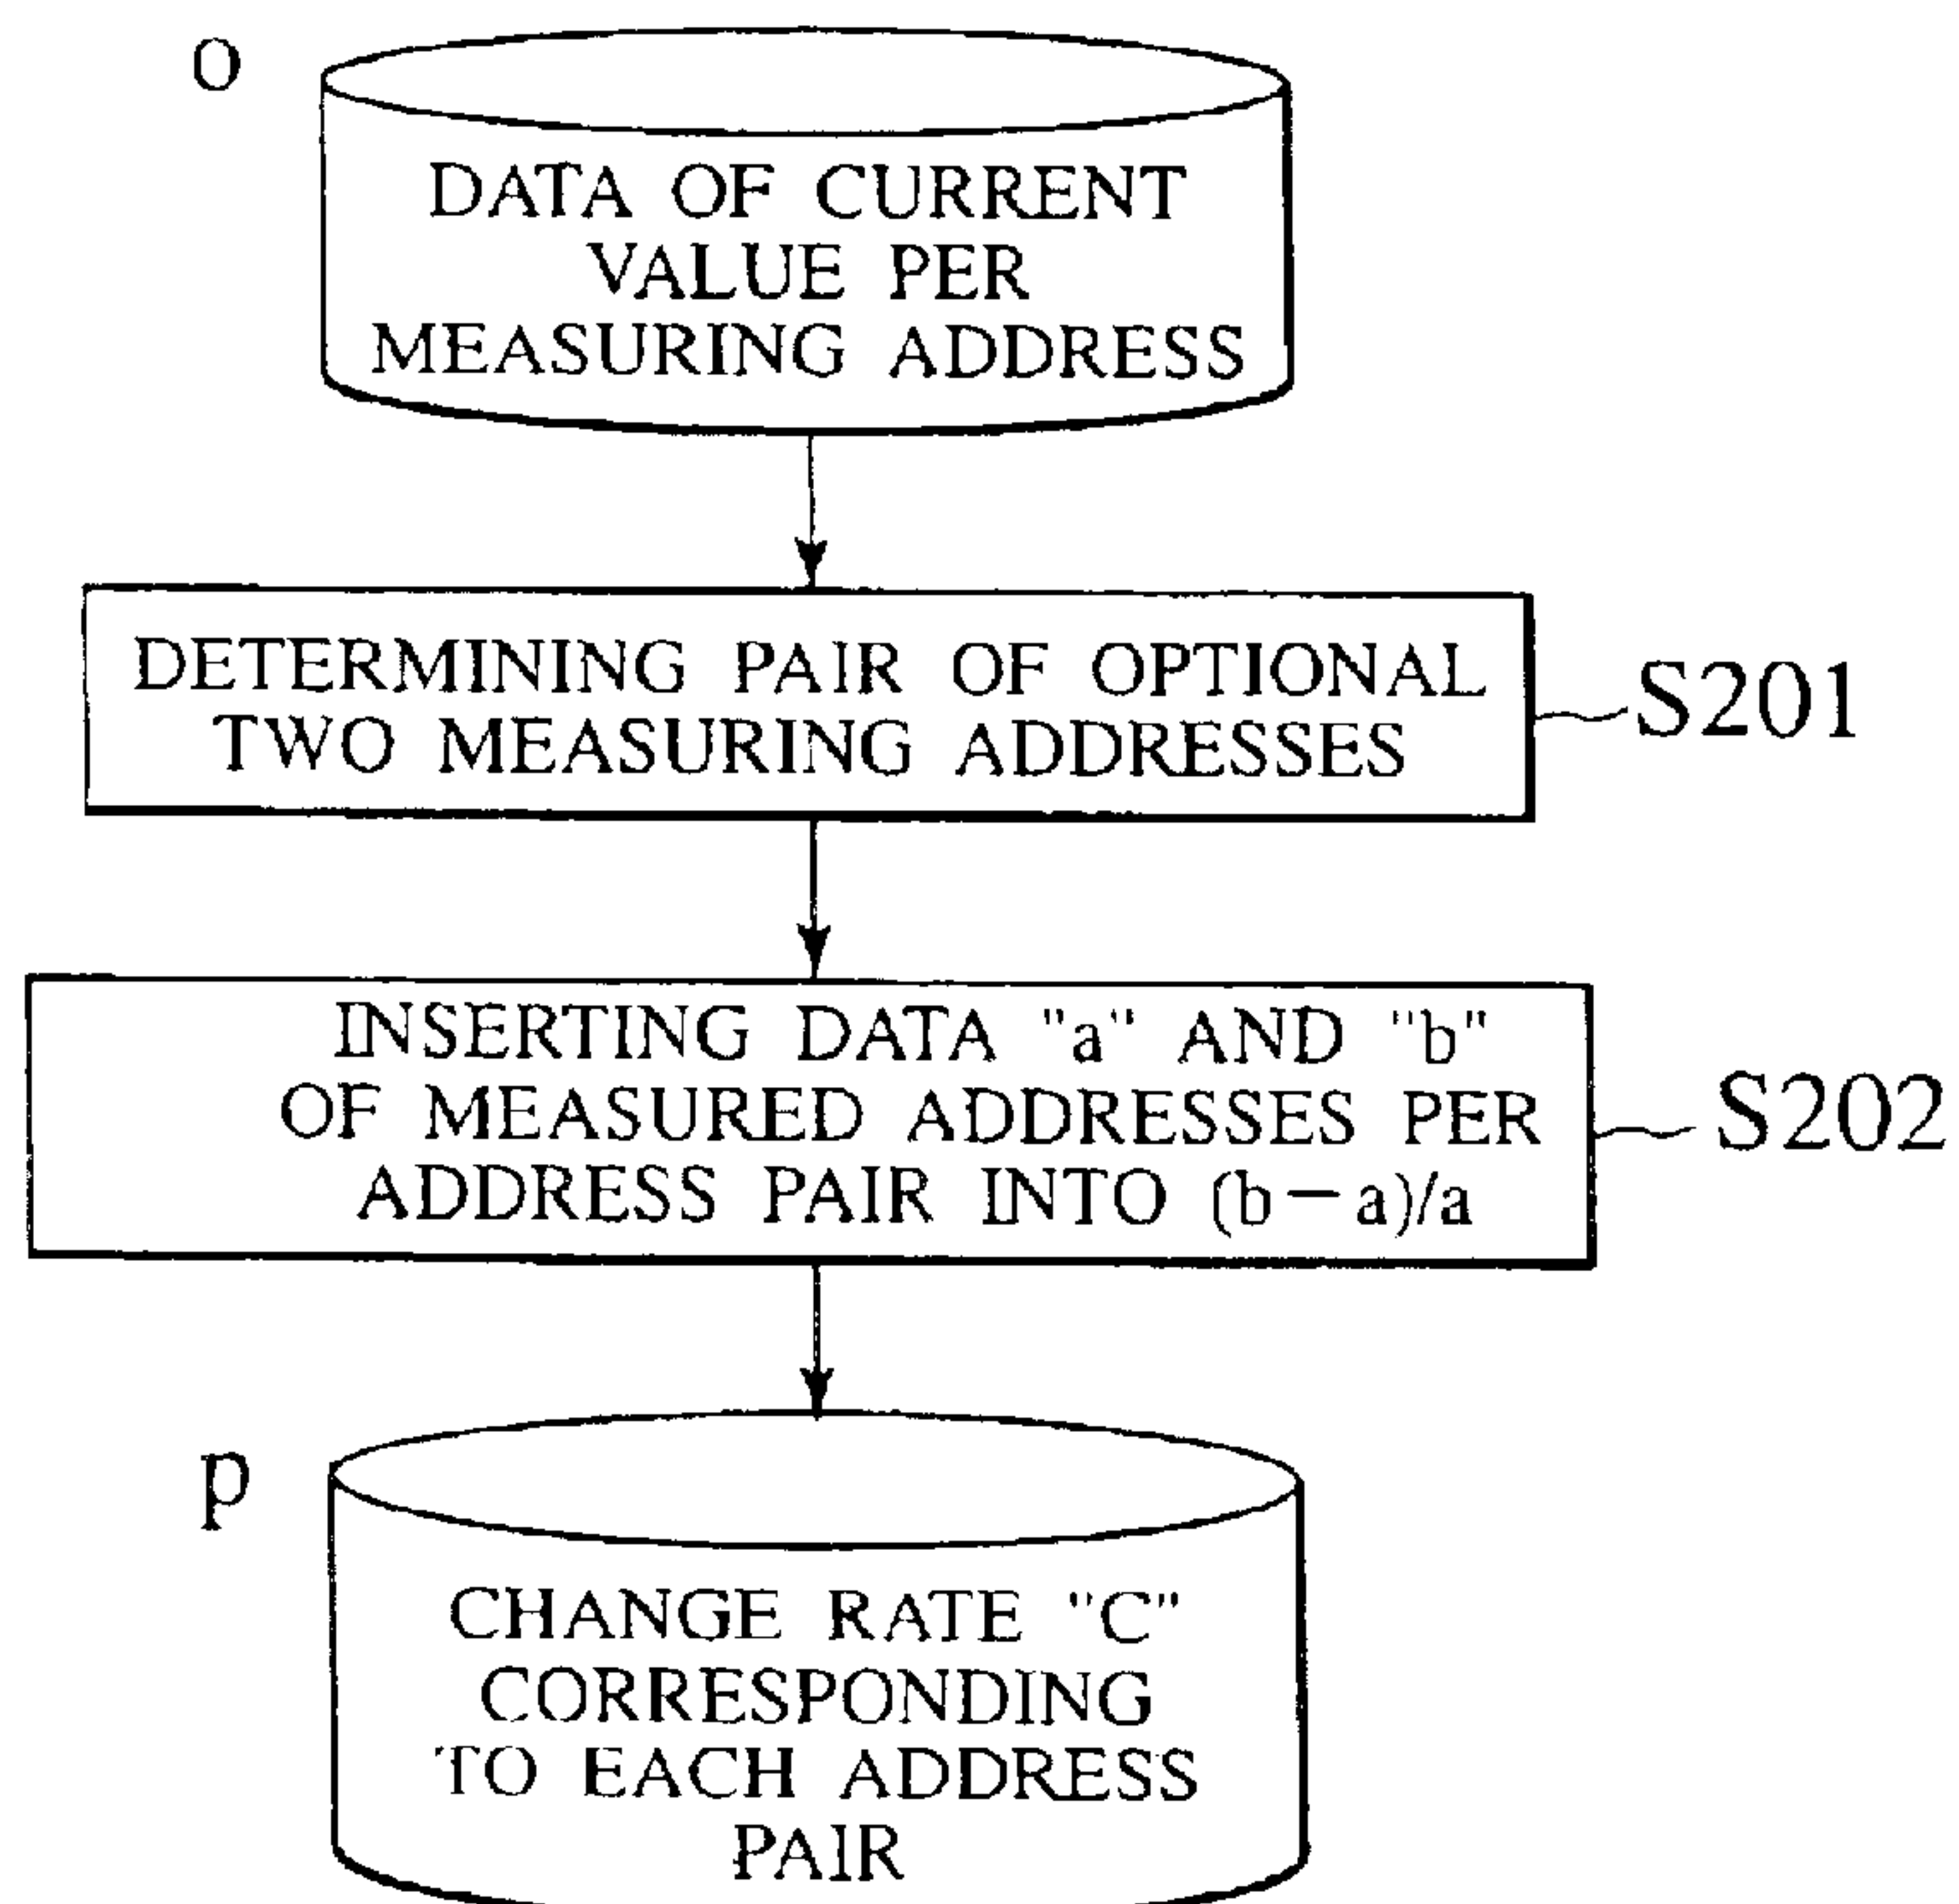 o
DATA OF CURRENT
VALUE PER
MEASURING ADDRESS
DETERMINING PAIR OF OPTIONAL
TWO MEASURING ADDRESSES
S201
INSERTING DATA "a" AND "b"
OF MEASURED ADDRESSES PER
ADDRESS PAIR INTO (b－a)/a
S202
p
CHANGE RATE "C"
CORRESPONDING
TO EACH ADDRESS
PAIR